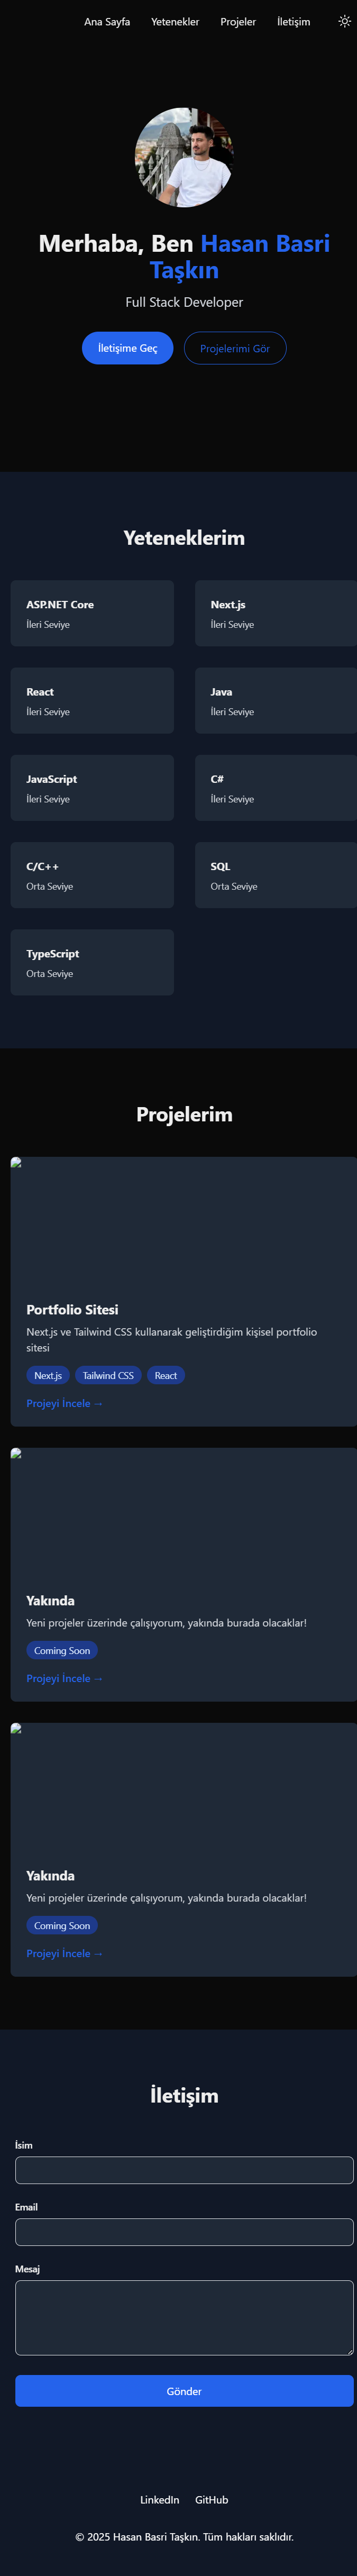 Ana Sayfa Yetenekler Projeler İletişim
Merhaba, Ben Hasan Basri
Taşkın
Full Stack Developer
İletişime Geç Projelerimi Gör
Yeteneklerim
ASP.NET Core
İleri Seviye
Next.js
İleri Seviye
React
İleri Seviye
Java
İleri Seviye
JavaScript
İleri Seviye
C#
İleri Seviye
C/C++
Orta Seviye
SQL
Orta Seviye
TypeScript
Orta Seviye
Projelerim
Portfolio Sitesi
Next.js ve Tailwind CSS kullanarak geliştirdiğim kişisel portfolio
sitesi
Next.js Tailwind CSS React
Projeyi İncele →
Yakında
Yeni projeler üzerinde çalışıyorum, yakında burada olacaklar!
Coming Soon
Projeyi İncele →
Yakında
Yeni projeler üzerinde çalışıyorum, yakında burada olacaklar!
Coming Soon
Projeyi İncele →
İletişim
İsim
Email
Mesaj
Gönder
LinkedIn GitHub
© 2025 Hasan Basri Taşkın. Tüm hakları saklıdır.